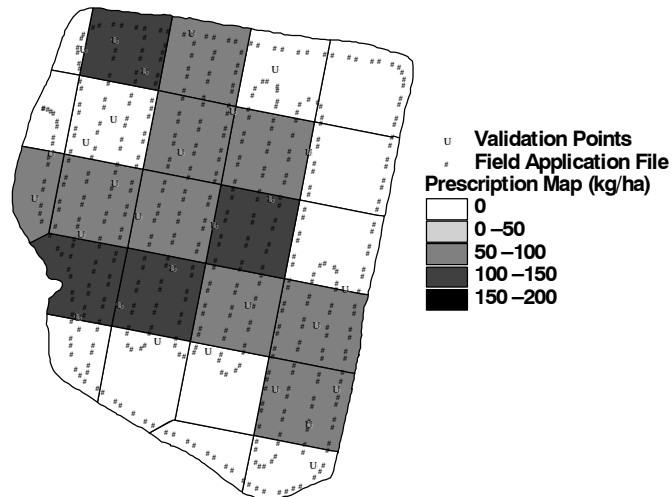 U Validation Points
# Field Application File
Prescription Map (kg/ha)
0
0 –50
50 –100
100 –150
150 –200